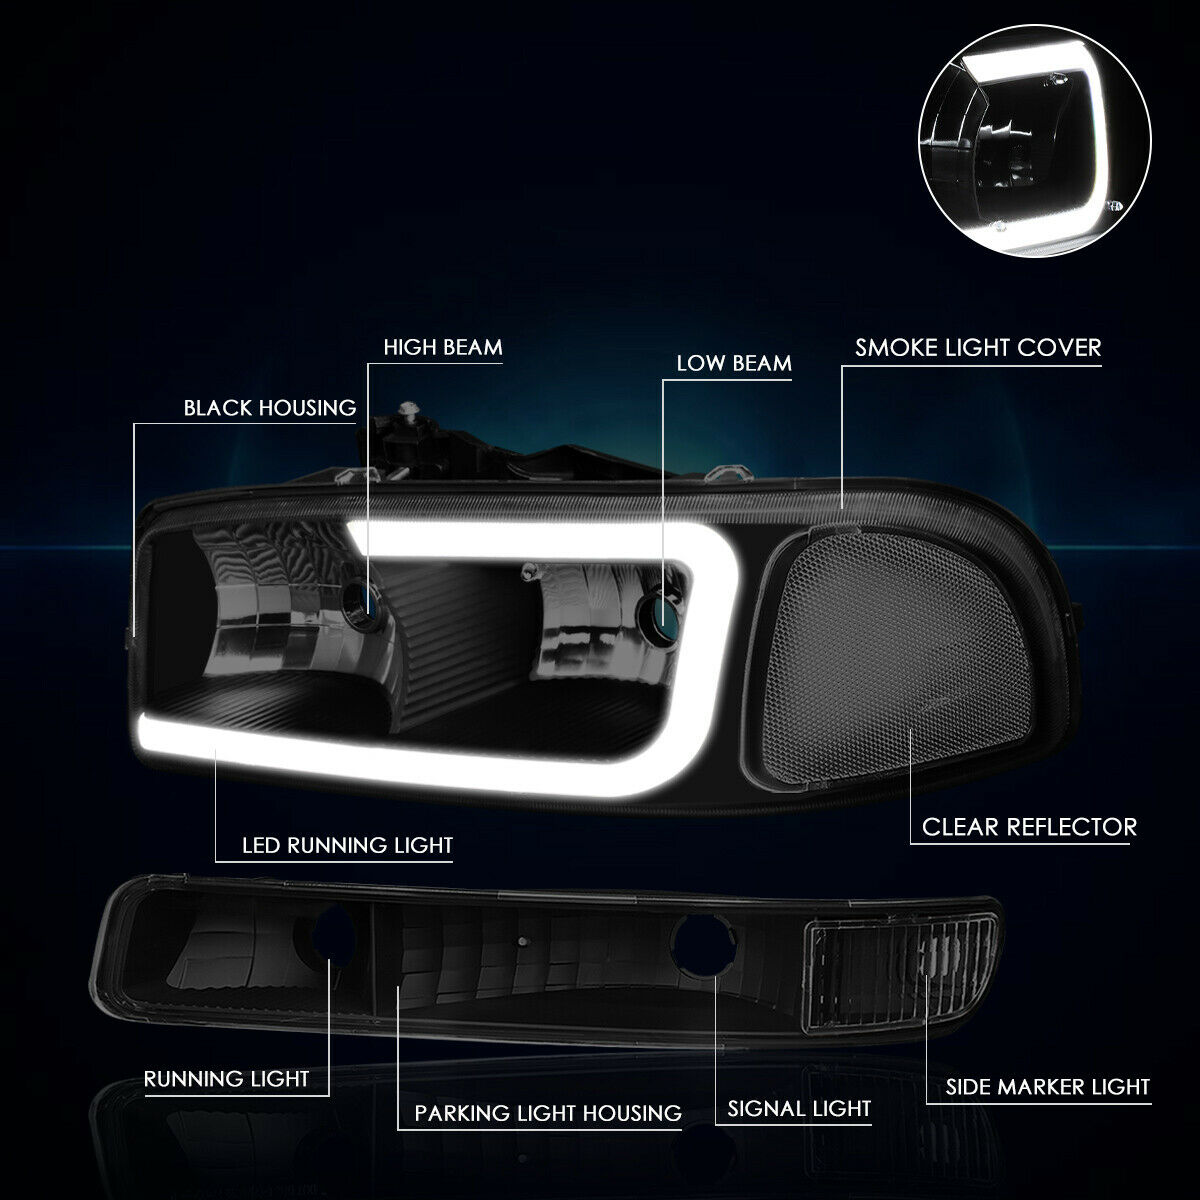 HIGH BEAM
LOW BEAM
SMOKE LIGHT COVER
BLACK HOUSING
CLEAR REFLECTOR
LED RUNNING LIGHT
RUNNING LIGHT
PARKING LIGHT HOUSING
SIGNAL LIGHT
SIDE MARKER LIGHT